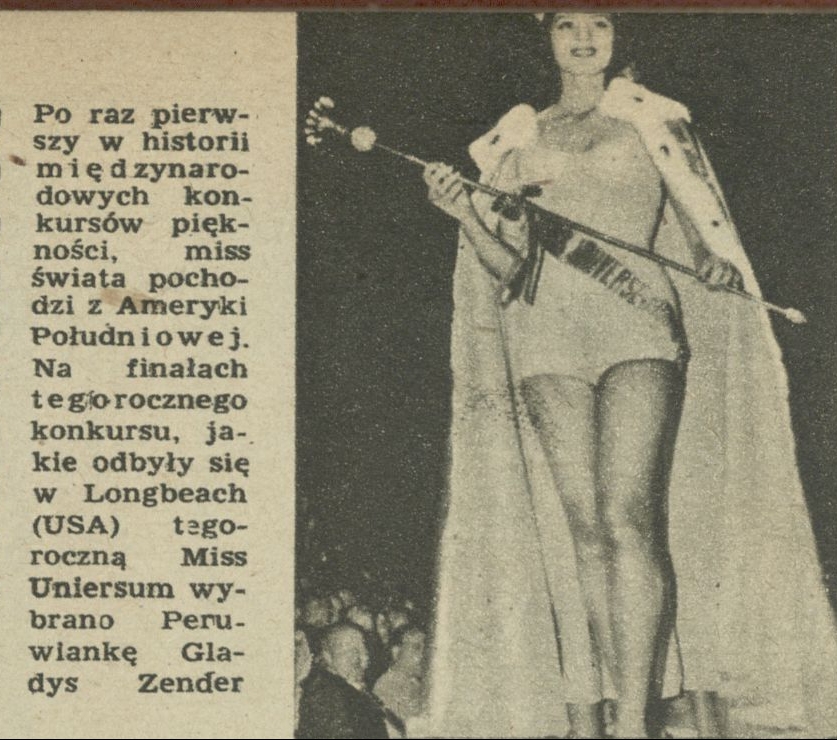 Po raz pierw-
szy w historii
międzynaro-
dowych kon-
kursów pięk-
ności, miss
świata pocho-
dzi z Ameryki
Południowej.
Na finałach
tegorocznego
konkursu, ja-
kie odbyły się
w Longbeach
(USA) tego-
roczną Miss
Uniersum wy-
brano Peru-
wiankę Gla-
dys Zender